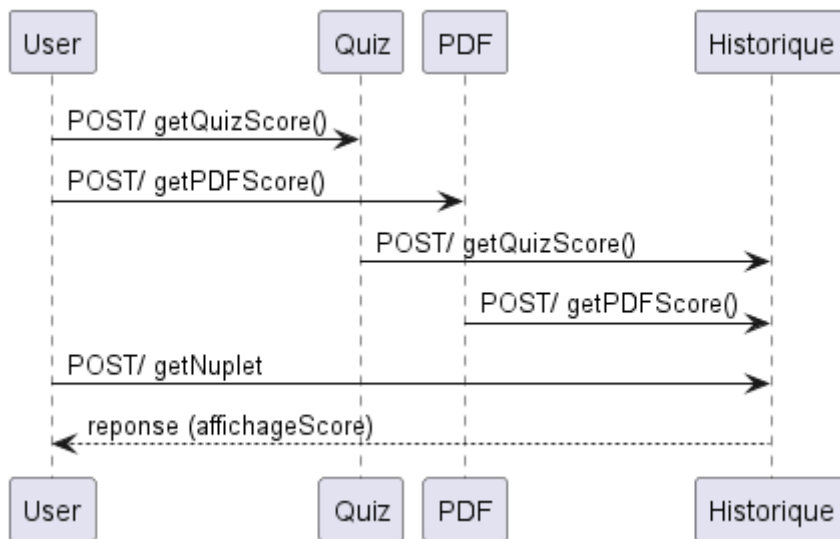 User Quiz PDF Historique
POST/ getQuizScore()
POST/ getPDFScore()
POST/ getQuizScore()
POST/ getPDFScore()
POST/ getNuplet
reponse (affichageScore)
User Quiz PDF Historique